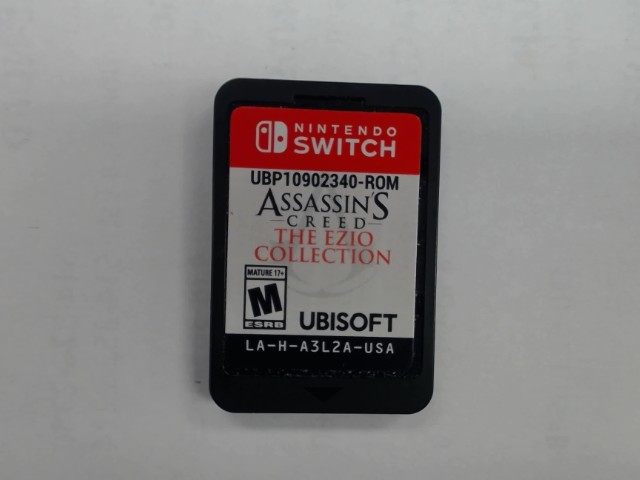 NINTENDO
SWITCH
UBP10902340-ROM
ASSASSIN'S
CREED
THE EZIO
COLLECTION
MATURE 17+
M
ESRB
UBISOFT
LA-H-A3L2A-USA